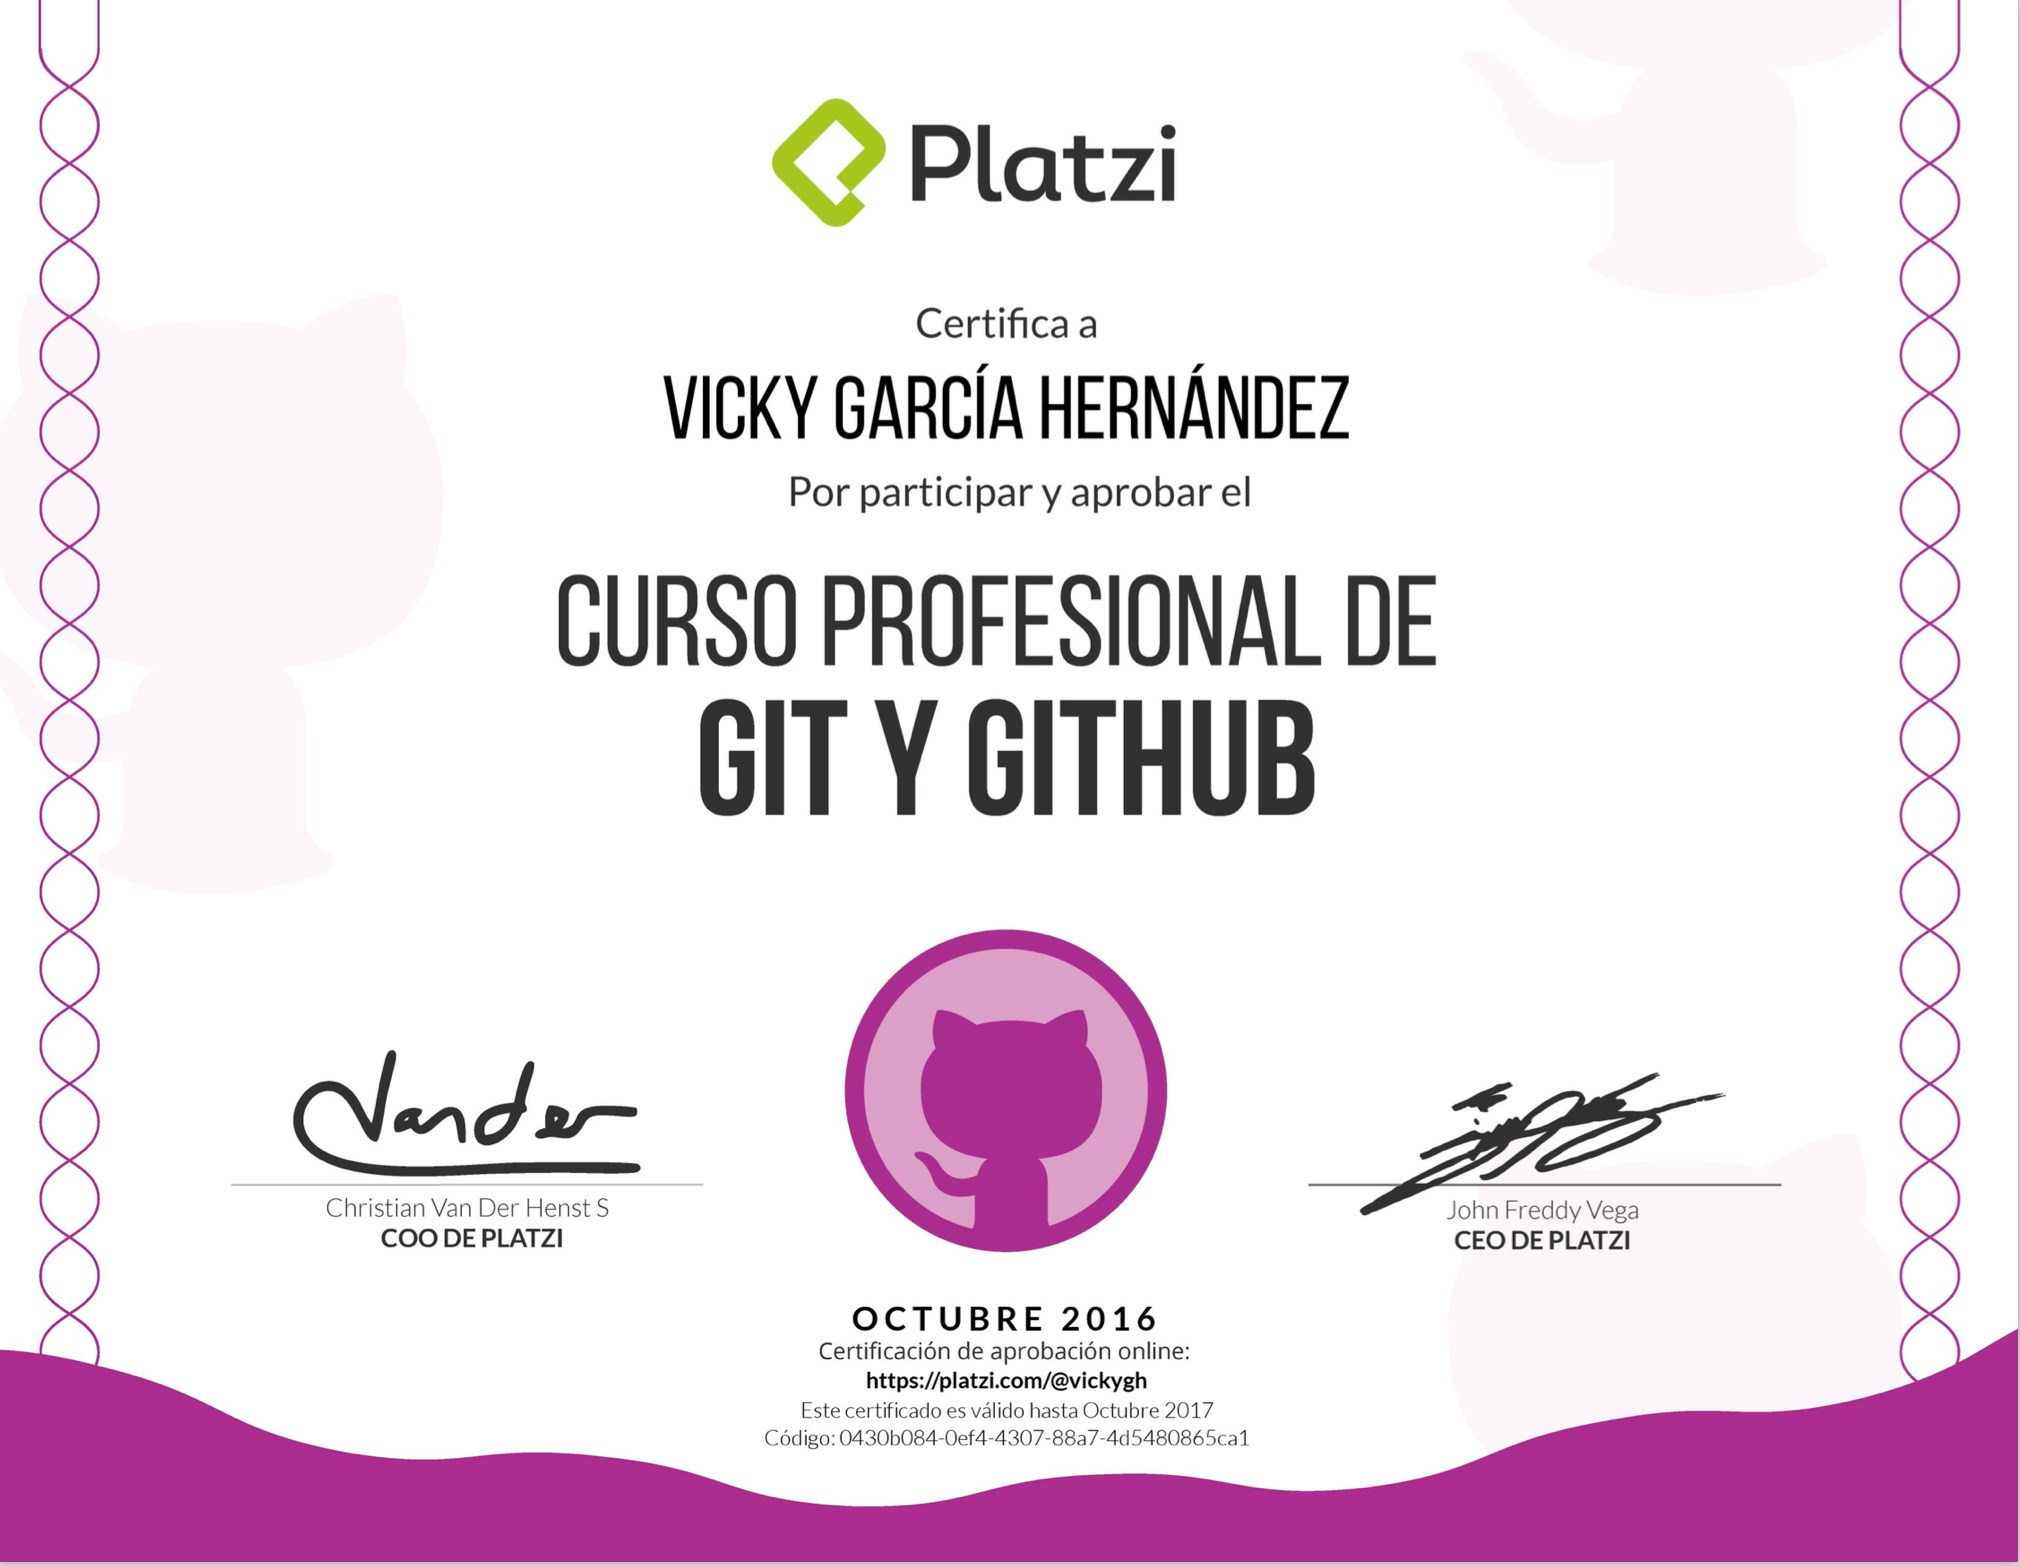 Platzi
Certifica a
VICKY GARCÍA HERNÁNDEZ
Por participar y aprobar el
CURSO PROFESIONAL DE
GIT Y GITHUB
Vander
Christian Van Der Henst S
COO DE PLATZI
John Freddy Vega
CEO DE PLATZI
OCTUBRE 2016
Certificación de aprobación online:
https://platzi.com/@vickygh
Este certificado es válido hasta Octubre 2017
Código: 0430b084-0ef4-4307-88a7-4d5480865ca1